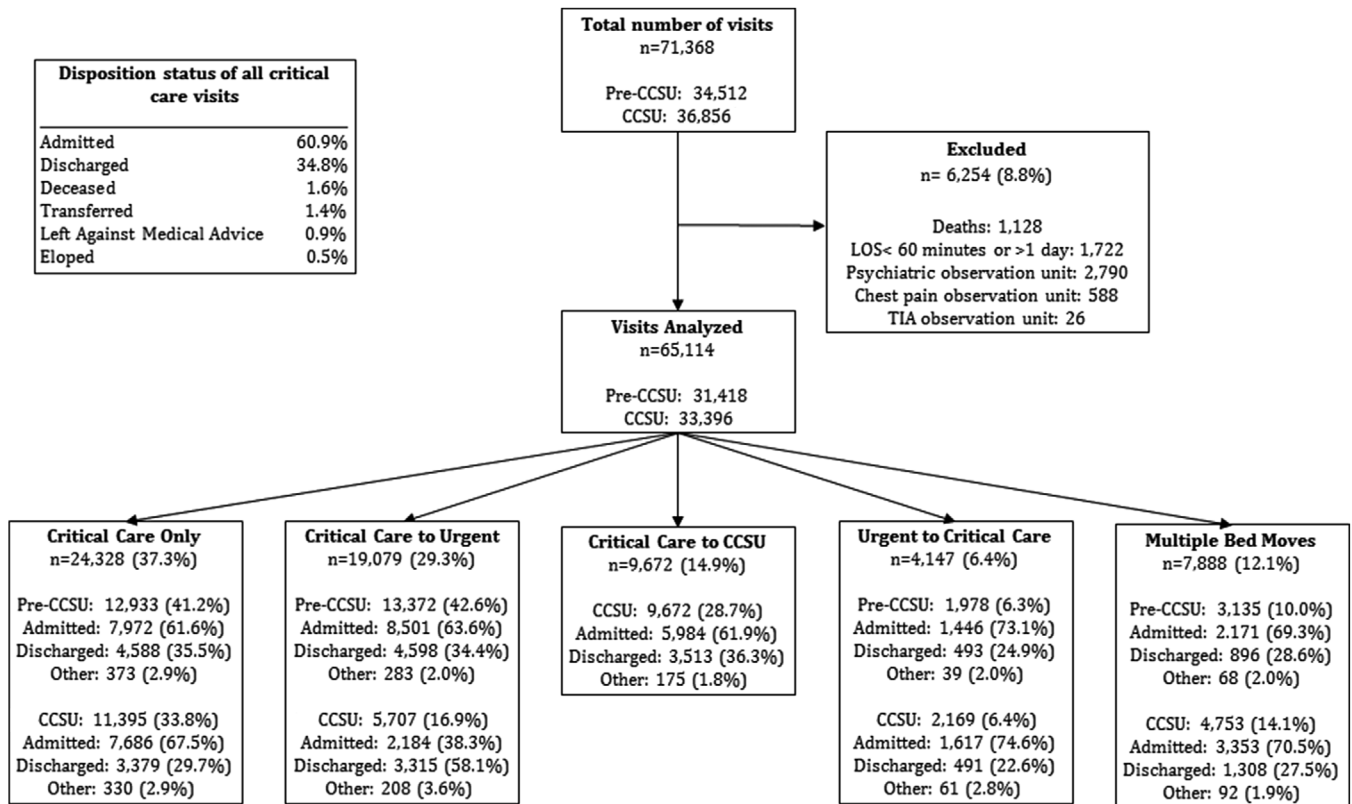 Total number of visits
n=71,368
Pre-CCSU: 34,512
CCSU: 36,856
Disposition status of all critical
care visits
Admitted 60.9%
Discharged 34.8%
Deceased 1.6%
Transferred 1.4%
Left Against Medical Advice 0.9%
Eloped 0.5%
Excluded
n= 6,254 (8.8%)
Deaths: 1,128
LOS< 60 minutes or >1 day: 1,722
Psychiatric observation unit: 2,790
Chest pain observation unit: 588
TIA observation unit: 26
Visits Analyzed
n=65,114
Pre-CCSU: 31,418
CCSU: 33,396
Critical Care Only
n=24,328 (37.3%)
Pre-CCSU: 12,933 (41.2%)
Admitted: 7,972 (61.6%)
Discharged: 4,588 (35.5%)
Other: 373 (2.9%)
CCSU: 11,395 (33.8%)
Admitted: 7,686 (67.5%)
Discharged: 3,379 (29.7%)
Other: 330 (2.9%)
Critical Care to Urgent
n=19,079 (29.3%)
Pre-CCSU: 13,372 (42.6%)
Admitted: 8,501 (63.6%)
Discharged: 4,598 (34.4%)
Other: 283 (2.0%)
CCSU: 5,707 (16.9%)
Admitted: 2,184 (38.3%)
Discharged: 3,315 (58.1%)
Other: 208 (3.6%)
Critical Care to CCSU
n=9,672 (14.9%)
CCSU: 9,672 (28.7%)
Admitted: 5,984 (61.9%)
Discharged: 3,513 (36.3%)
Other: 175 (1.8%)
Urgent to Critical Care
n=4,147 (6.4%)
Pre-CCSU: 1,978 (6.3%)
Admitted: 1,446 (73.1%)
Discharged: 493 (24.9%)
Other: 39 (2.0%)
CCSU: 2,169 (6.4%)
Admitted: 1,617 (74.6%)
Discharged: 491 (22.6%)
Other: 61 (2.8%)
Multiple Bed Moves
n=7,888 (12.1%)
Pre-CCSU: 3,135 (10.0%)
Admitted: 2.171 (69.3%)
Discharged: 896 (28.6%)
Other: 68 (2.0%)
CCSU: 4,753 (14.1%)
Admitted: 3,353 (70.5%)
Discharged: 1,308 (27.5%)
Other: 92 (1.9%)